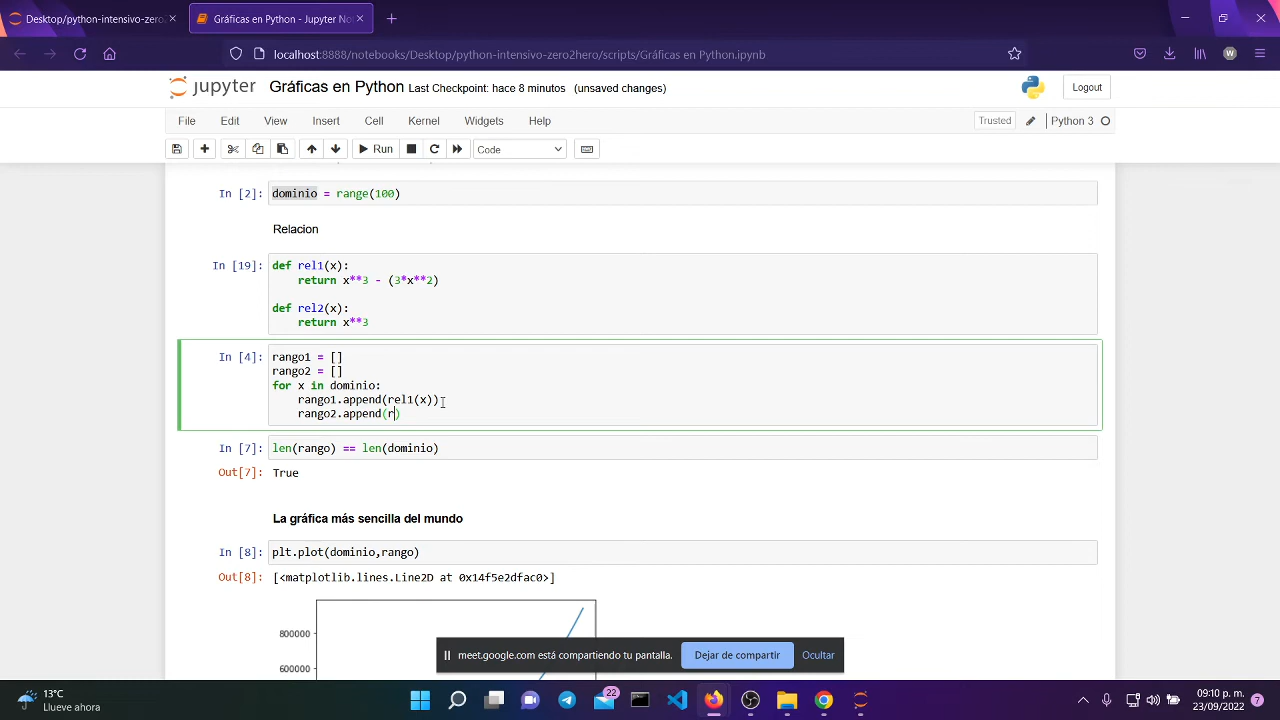 Desktop/python-intensivo-zero
Gráficas en Python - Jupyter No
localhost:8888/notebooks/Desktop/python-intensivo-zero2hero/scripts/Gráficas en Python.ipynb
W
jupyter Gráficas en Python Last Checkpoint: hace 8 minutos (unsaved changes)
Logout
File Edit View Insert Cell Kernel Widgets Help
Trusted
Python 3
Run
Code
In [2]: dominio = range(100)
Relacion
In [19]: def rel1(x):
return x**3 - (3*x**2)
def rel2(x):
return x**3
In [4]: rango1 = []
rango2 = []
for x in dominio:
rango1.append(rel1(x))
rango2.append(r)
In [7]: len(rango) == len(dominio)
Out[7]: True
La gráfica más sencilla del mundo
In [8]: plt.plot(dominio,rango)
Out[8]: [<matplotlib.lines.Line2D at 0x14f5e2dfac0>]
800000
600000
meet.google.com está compartiendo tu pantalla.
Dejar de compartir
Ocultar
13°C
Llueve ahora
22
09:10 p. m.
23/09/2022
7